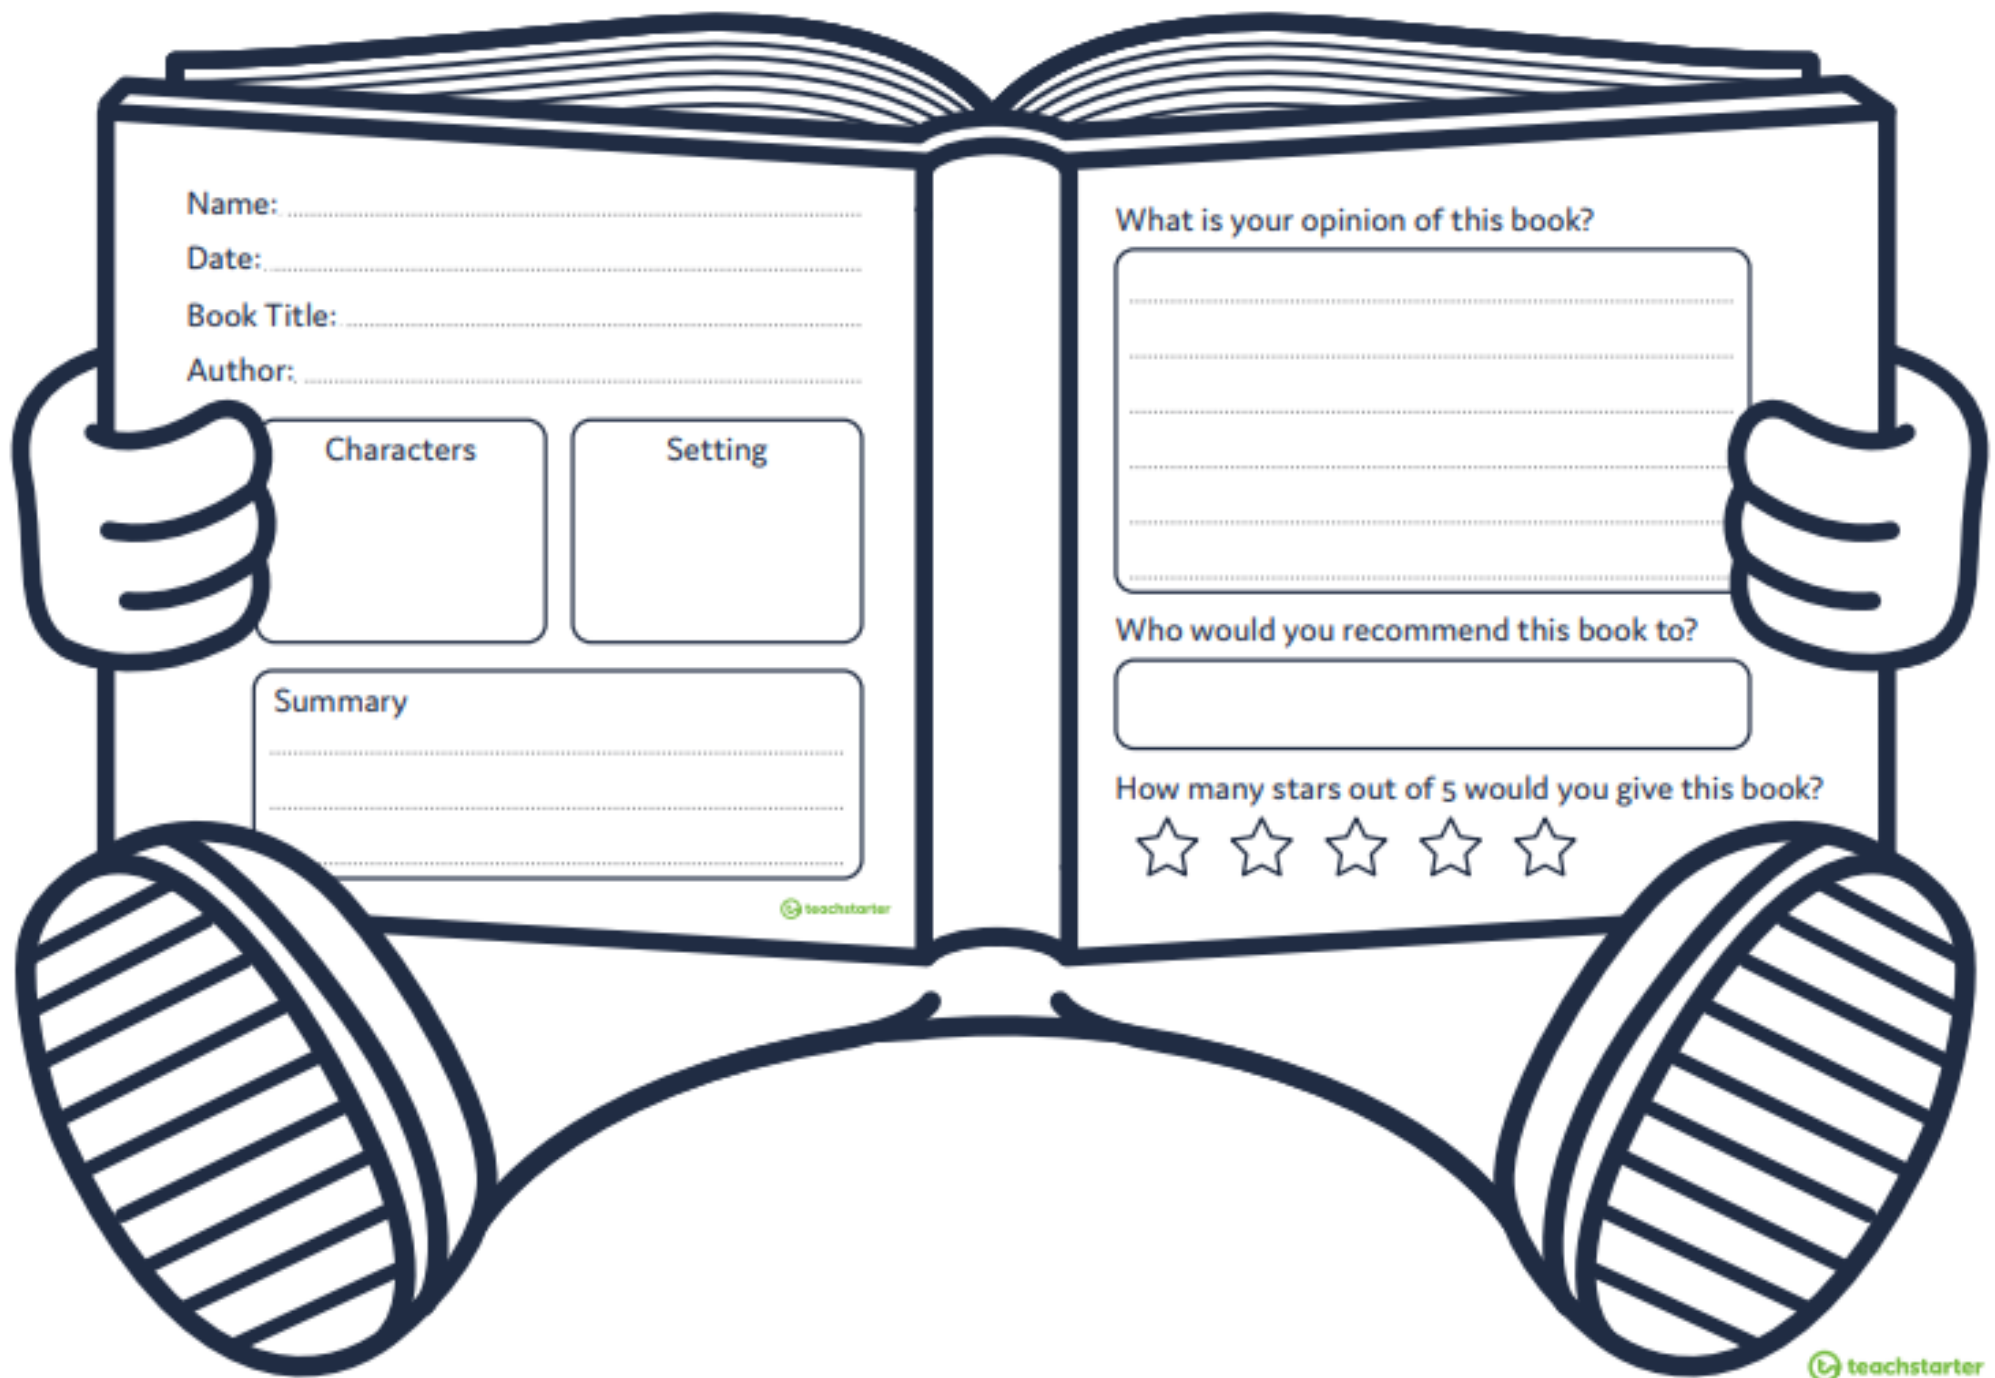 Name:
Date:
Book Title:
Author:
Characters
Setting
Summary
teachstarter
What is your opinion of this book?
Who would you recommend this book to?
How many stars out of 5 would you give this book?
teachstarter